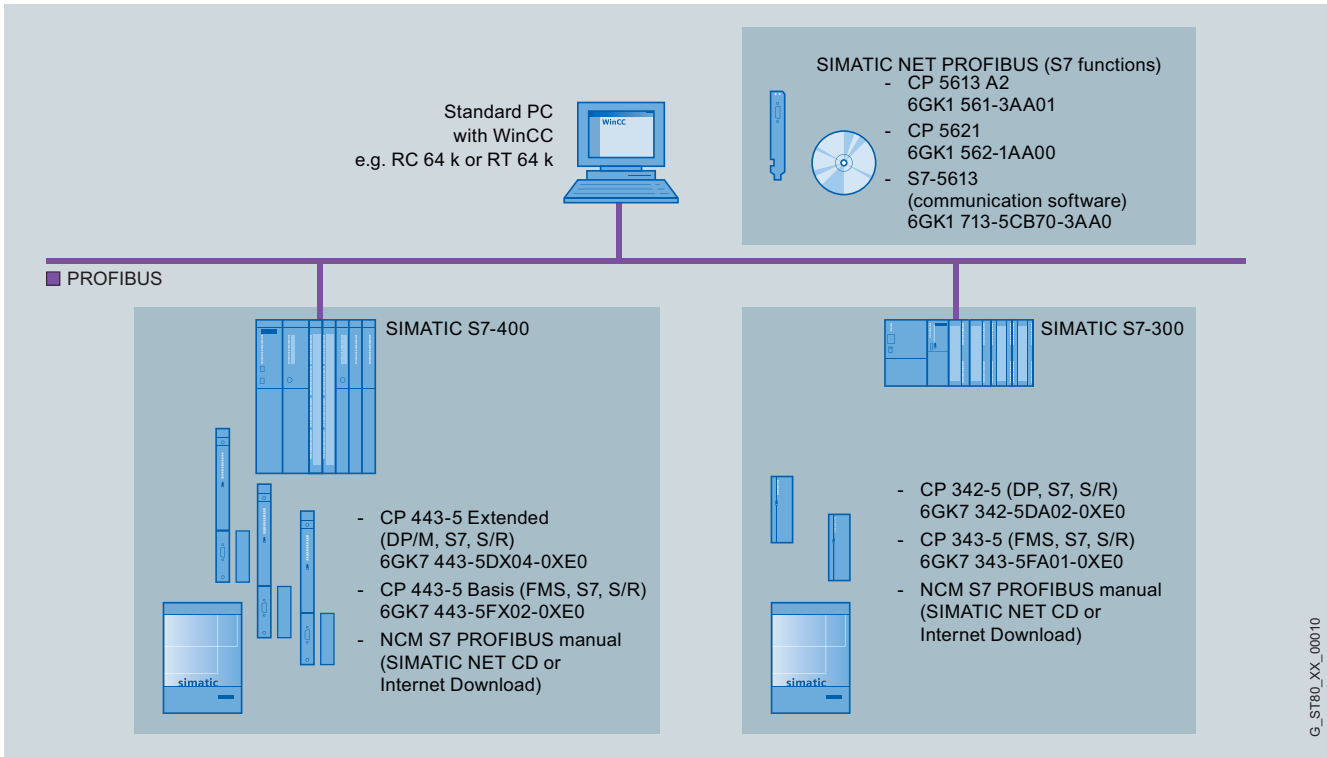 Standard PC
with WinCC
e.g. RC 64 k or RT 64 k
WinCC
SIMATIC NET PROFIBUS (S7 functions)
- CP 5613 A2
6GK1 561-3AA01
- CP 5621
6GK1 562-1AA00
- S7-5613
(communication software)
6GK1 713-5CB70-3AA0
PROFIBUS
SIMATIC S7-400
- CP 443-5 Extended
(DP/M, S7, S/R)
6GK7 443-5DX04-0XE0
- CP 443-5 Basis (FMS, S7, S/R)
6GK7 443-5FX02-0XE0
- NCM S7 PROFIBUS manual
(SIMATIC NET CD or
Internet Download)
simatic
SIMATIC S7-300
- CP 342-5 (DP, S7, S/R)
6GK7 342-5DA02-0XE0
- CP 343-5 (FMS, S7, S/R)
6GK7 343-5FA01-0XE0
- NCM S7 PROFIBUS manual
(SIMATIC NET CD or
Internet Download)
simatic
G_ST80_XX_00010